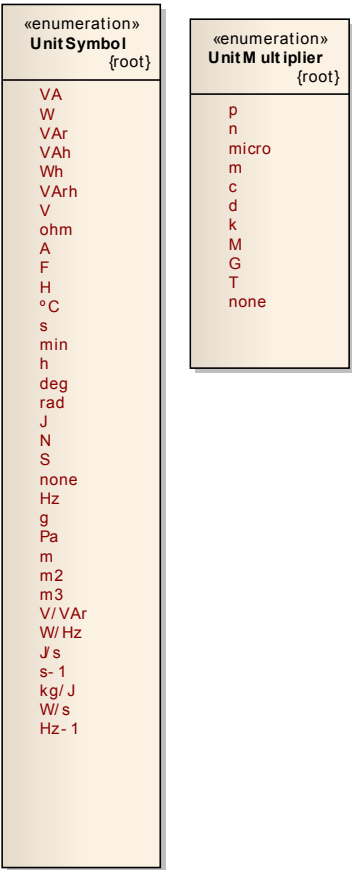 «enumeration»
UnitSymbol
{root}
VA
W
VAr
VAh
Wh
VArh
V
ohm
A
F
H
ºC
s
min
h
deg
rad
J
N
S
none
Hz
g
Pa
m
m2
m3
V/VAr
W/Hz
J/s
s-1
kg/J
W/s
Hz-1
«enumeration»
UnitMultiplier
{root}
p
n
micro
m
c
d
k
M
G
T
none